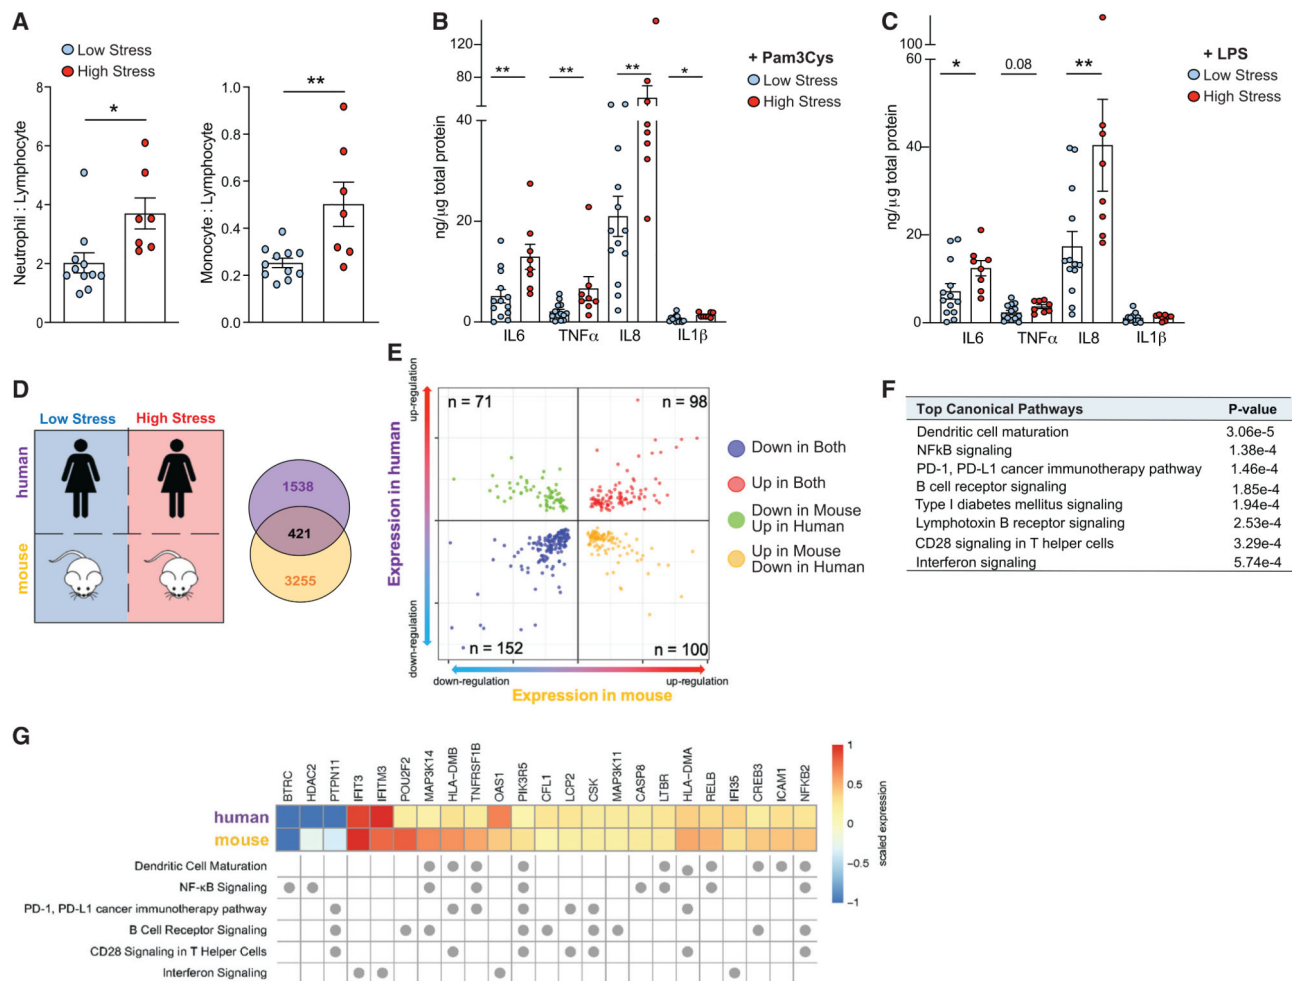 A
Low Stress
High Stress
Neutrophil : Lymphocyte
8
6
4
2
0
*
Monocyte : Lymphocyte
1.0
0.8
0.6
0.4
0.2
0.0
**
B
ng/μg total protein
120
80
40
20
0
**
**
**
*
+ Pam3Cys
Low Stress
High Stress
IL6
TNFα
IL8
IL1β
C
ng/μg total protein
100
60
40
20
0
*
0.08
**
+ LPS
Low Stress
High Stress
IL6
TNFα
IL8
IL1β
D
Low Stress
High Stress
human
mouse
1538
421
3255
E
Expression in human
up-regulation
down-regulation
n = 71
n = 98
n = 152
n = 100
down-regulation
up-regulation
Expression in mouse
Down in Both
Up in Both
Down in Mouse
Up in Human
Up in Mouse
Down in Human
F
Top Canonical Pathways P-value
Dendritic cell maturation 3.06e-5
NFkB signaling 1.38e-4
PD-1, PD-L1 cancer immunotherapy pathway 1.46e-4
B cell receptor signaling 1.85e-4
Type I diabetes mellitus signaling 1.94e-4
Lymphotoxin B receptor signaling 2.53e-4
CD28 signaling in T helper cells 3.29e-4
Interferon signaling 5.74e-4
G
BTRC
HDAC2
PTPN11
IFIT3
IFITM3
POU2F2
MAP3K14
HLA-DMB
TNFRSF1B
OAS1
PIK3R5
CFL1
LCP2
CSK
MAP3K11
CASP8
LTBR
HLA-DMA
RELB
IFI35
CREB3
ICAM1
NFKB2
human
mouse
Dendritic Cell Maturation
NF-κB Signaling
PD-1, PD-L1 cancer immunotherapy pathway
B Cell Receptor Signaling
CD28 Signaling in T Helper Cells
Interferon Signaling
1
0.5
0
-0.5
-1
scaled expression